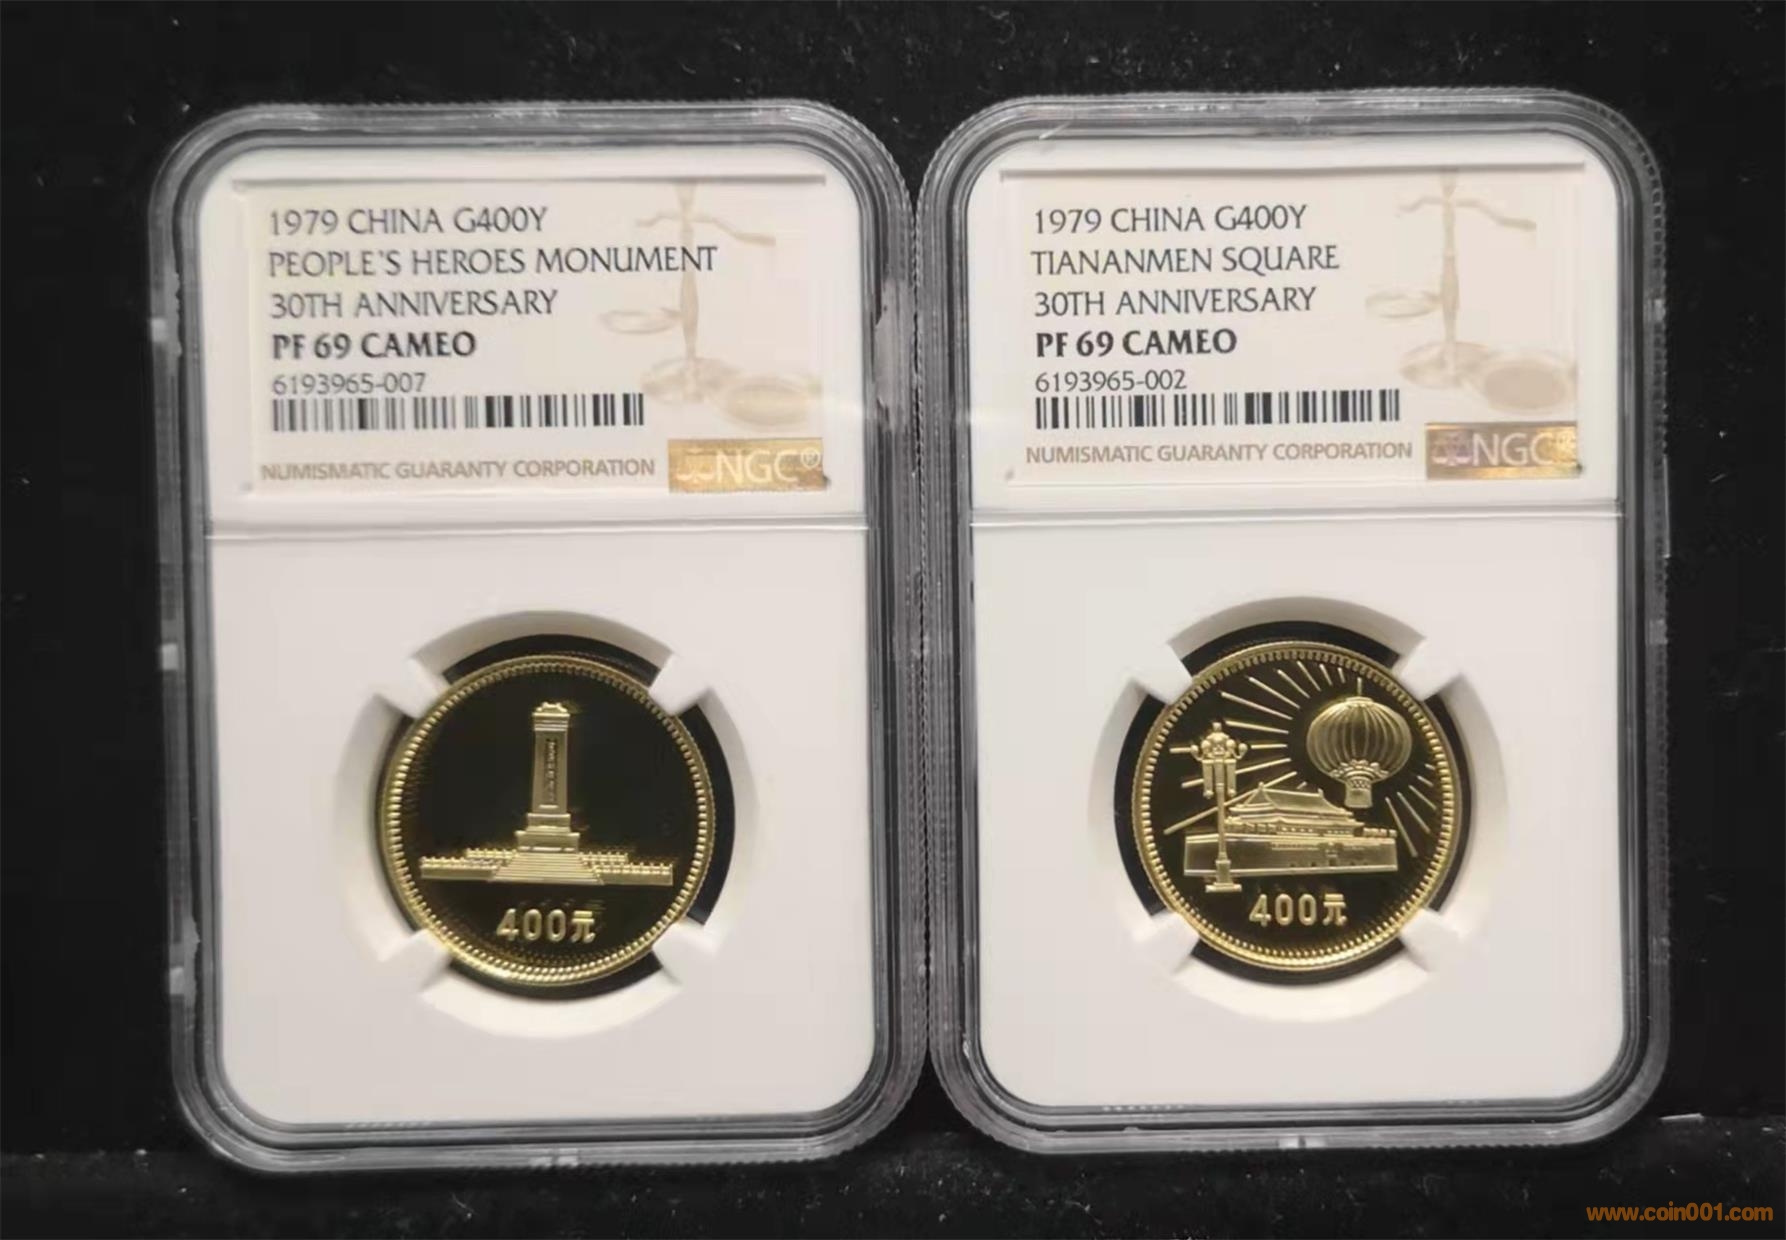 1979 CHINA G400Y
PEOPLE'S HEROES MONUMENT
30TH ANNIVERSARY
PF 69 CAMEO
6193965-007
NUMISMATIC GUARANTY CORPORATION
NGC®
400元
1979 CHINA G400Y
TIANANMEN SQUARE
30TH ANNIVERSARY
PF 69 CAMEO
6193965-002
NUMISMATIC GUARANTY CORPORATION
NGC®
400元
www.coin001.com